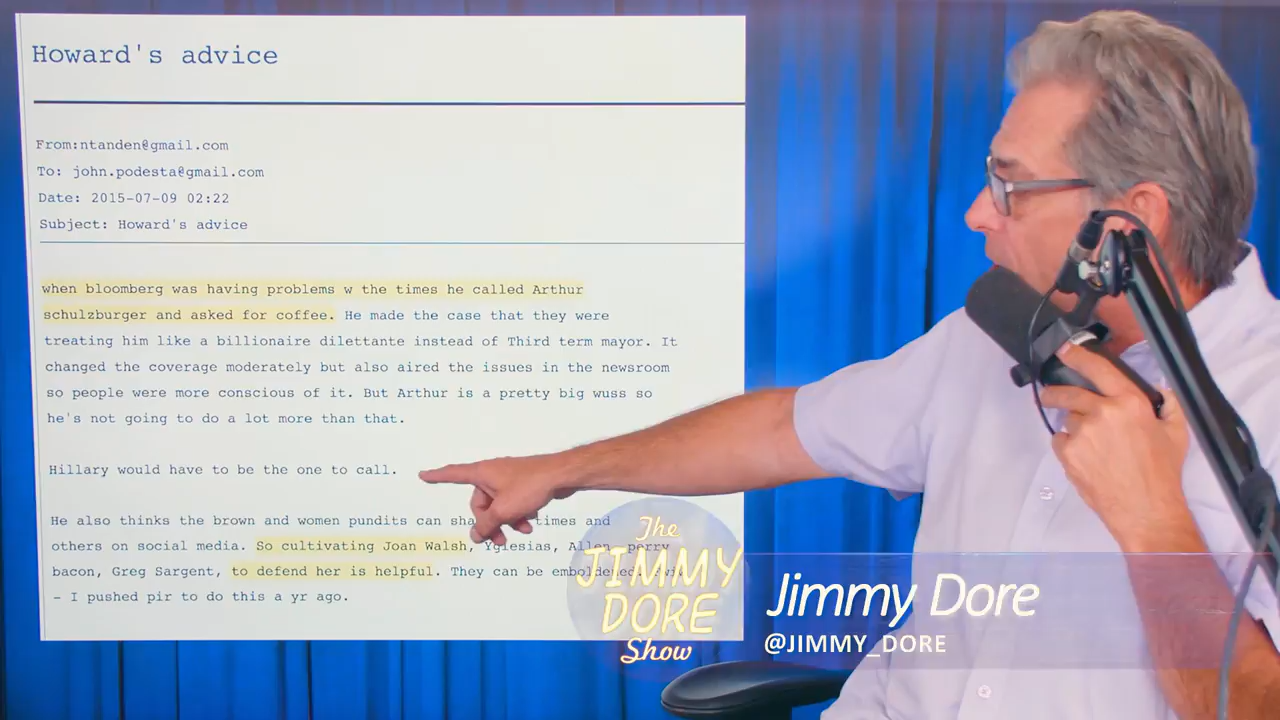 Howard's advice
From:ntanden@gmail.com
To: john.podesta@gmail.com
Date: 2015-07-09 02:22
Subject: Howard's advice
when bloomberg was having problems w the times he called Arthur
schulzburger and asked for coffee. He made the case that they were
treating him like a billionaire dilettante instead of Third term mayor. It
changed the coverage moderately but also aired the issues in the newsroom
so people were more conscious of it. But Arthur is a pretty big wuss so
he's not going to do a lot more than that.
Hillary would have to be the one to call.
He also thinks the brown and women pundits can times and
others on social media. So cultivating Joan Walsh, Yglesias, Allen, perry
bacon, Greg Sargent, to defend her is helpful. They can be emboldened.
- I pushed pir to do this a yr ago.
The
JIMMY
DORE
Show
Jimmy Dore
@JIMMY_DORE